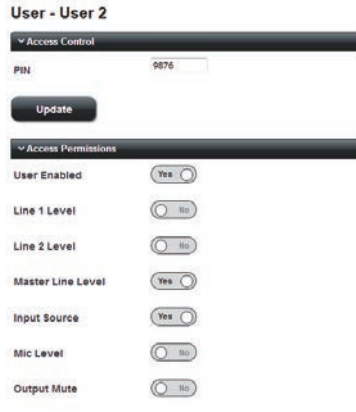 User - User 2
Access Control
PIN 9876
Update
Access Permissions
User Enabled Yes
Line 1 Level No
Line 2 Level No
Master Line Level Yes
Input Source Yes
Mic Level No
Output Mute No